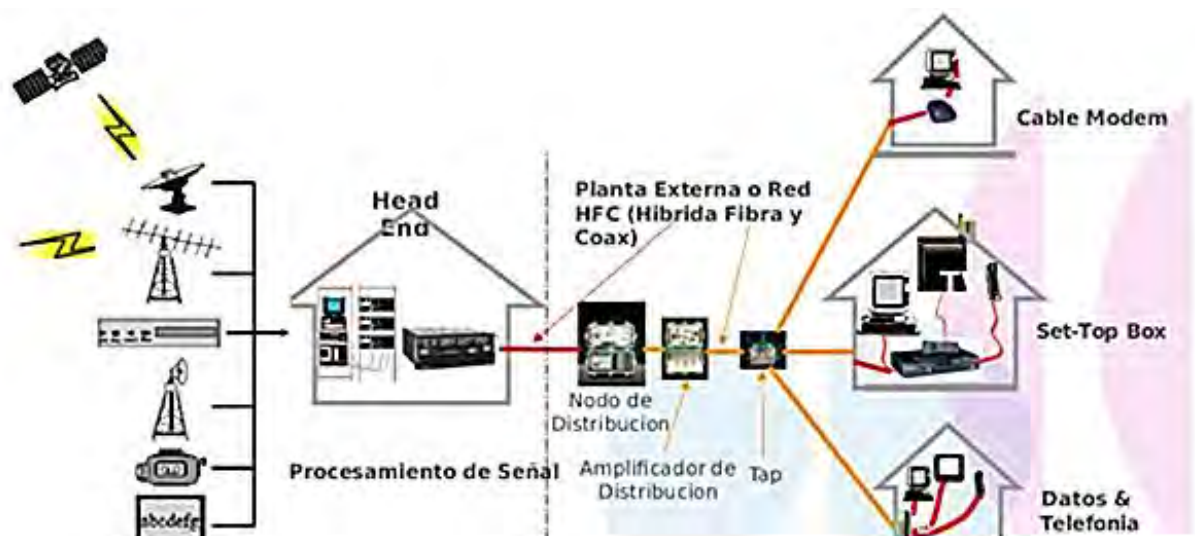 Head
End
Planta Externa o Red
HFC (Hibrida Fibra y
Coax)
Cable Modem
Set-Top Box
Nodo de
Distribucion
Amplificador de
Distribucion
Tap
Procesamiento de Señal
Datos &
Telefonia
abcdefg